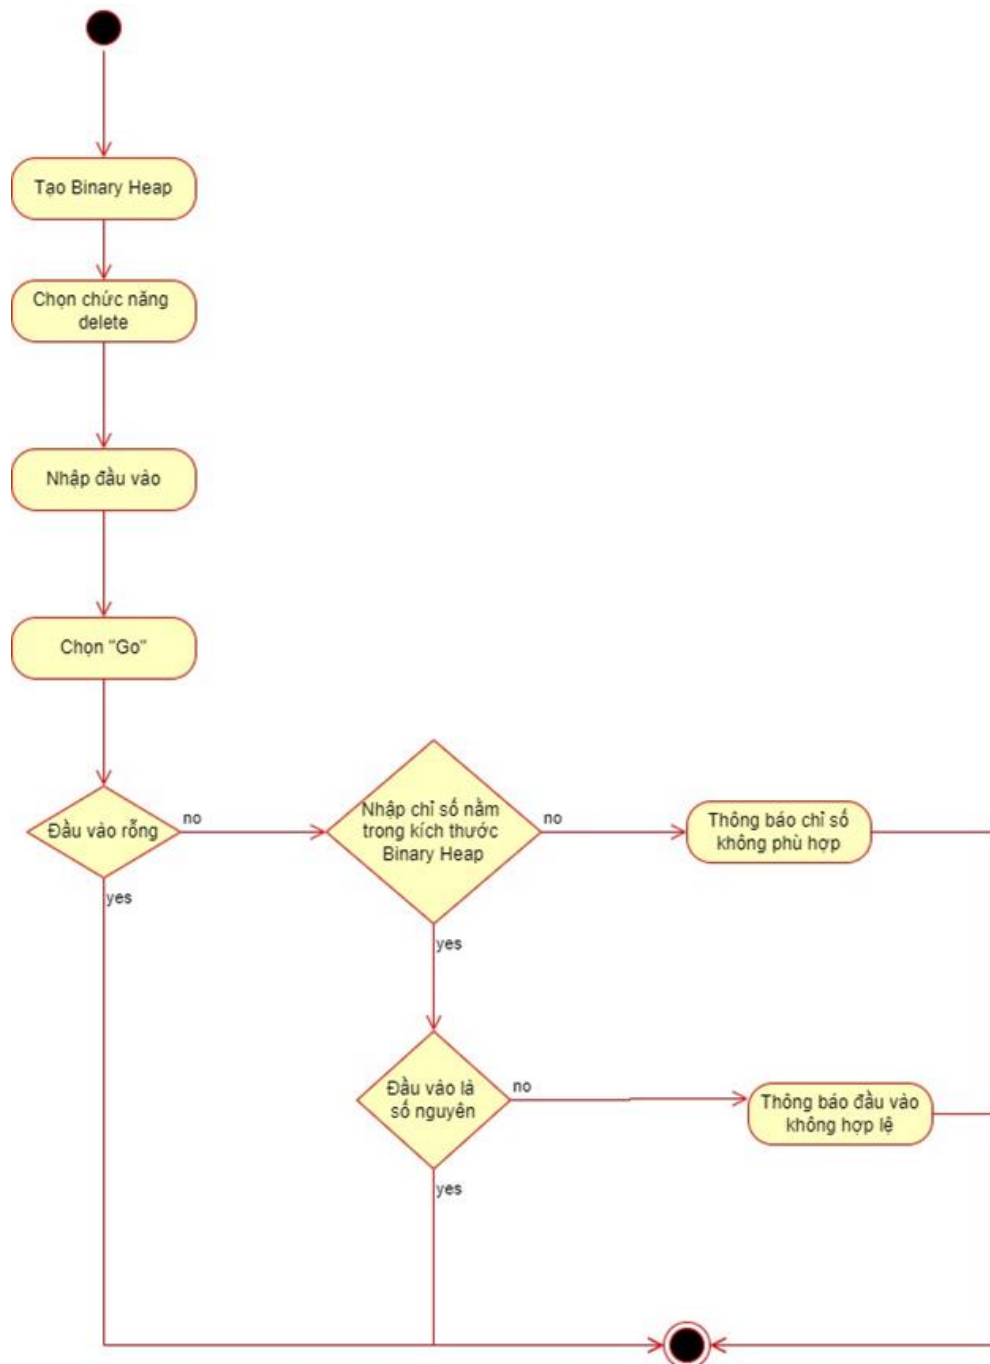 Tạo Binary Heap
Chọn chức năng
delete
Nhập đầu vào
Chọn "Go"
Đầu vào rỗng
no
yes
Nhập chỉ số nằm
trong kích thước
Binary Heap
no
yes
Thông báo chỉ số
không phù hợp
Đầu vào là
số nguyên
no
yes
Thông báo đầu vào
không hợp lệ